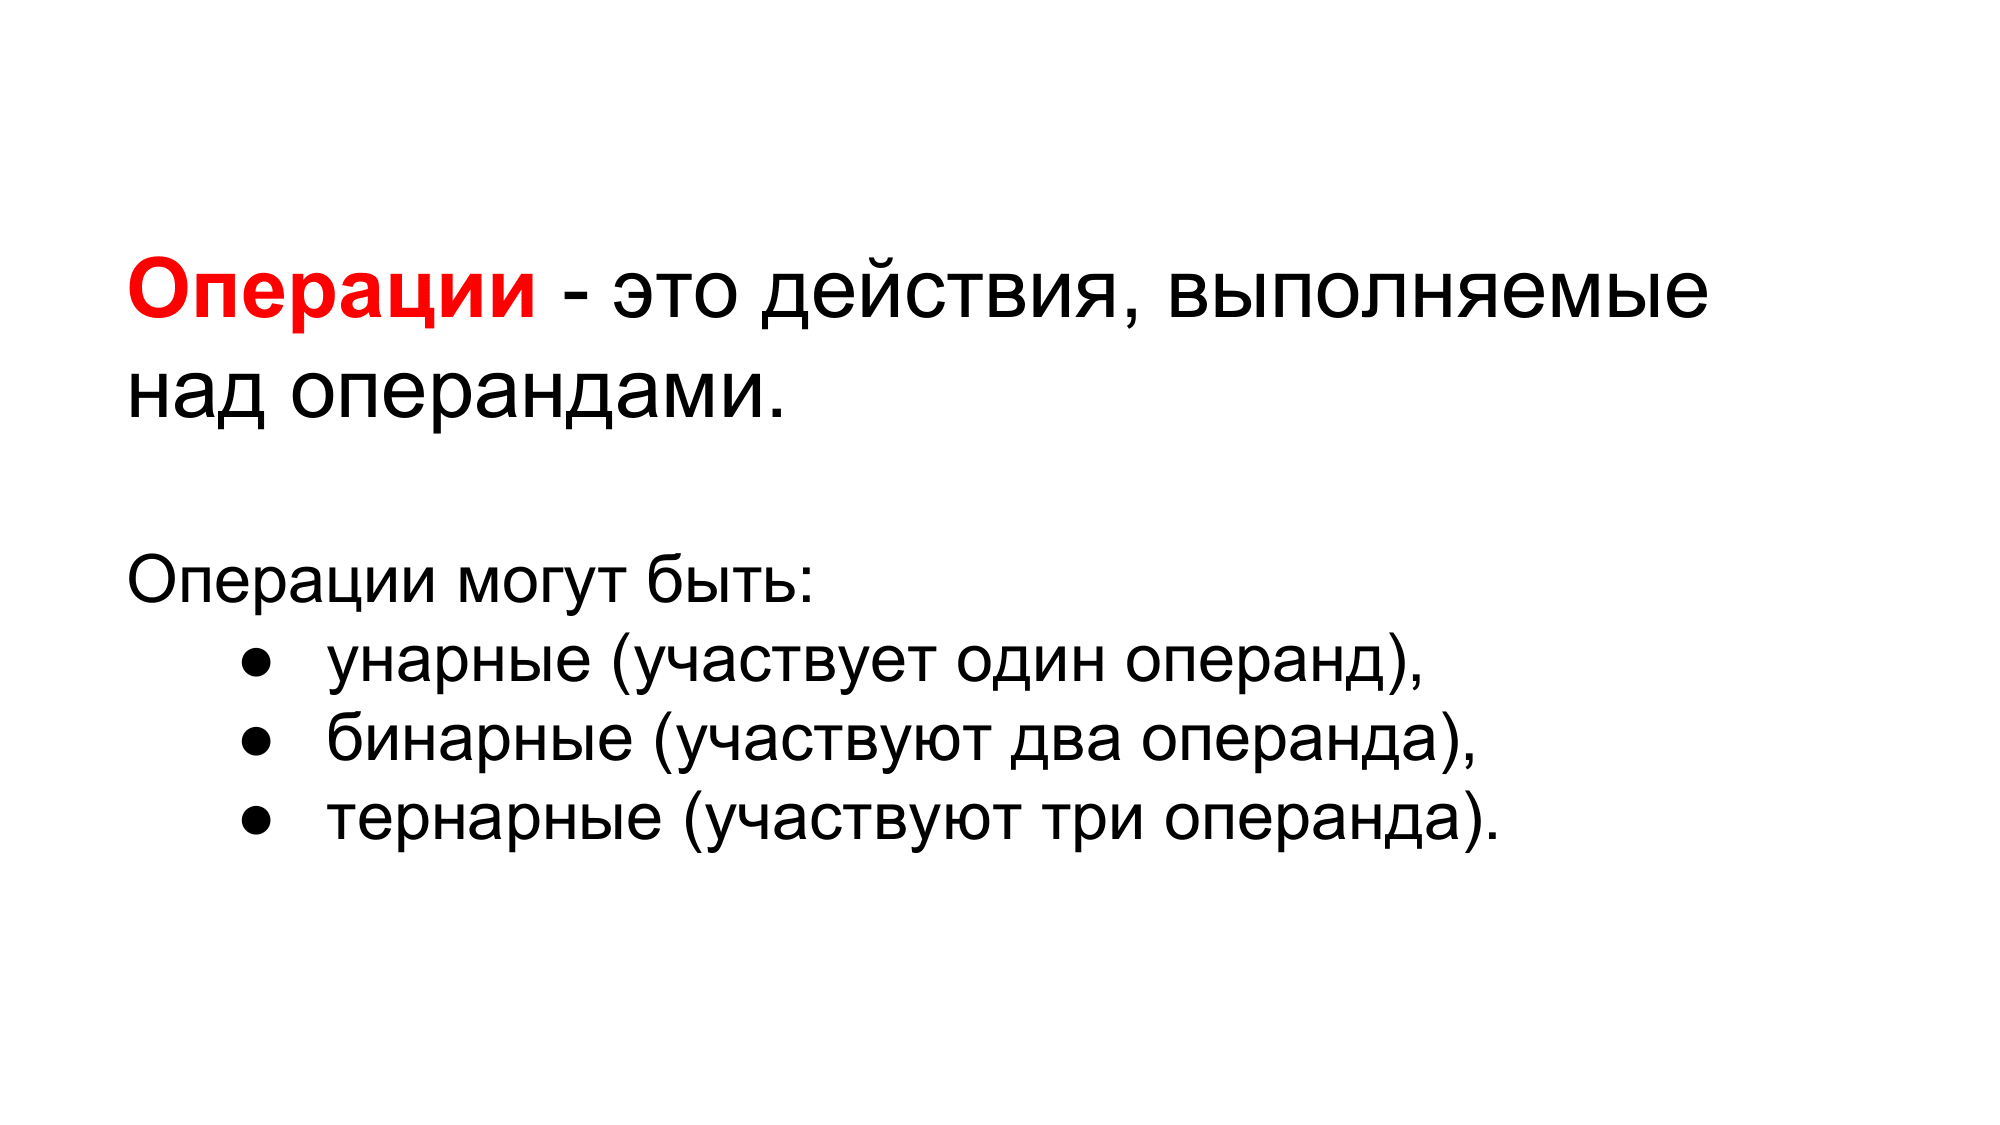 Операции - это действия, выполняемые
над операндами.
Операции могут быть:
● унарные (участвует один операнд),
● бинарные (участвуют два операнда),
● тернарные (участвуют три операнда).